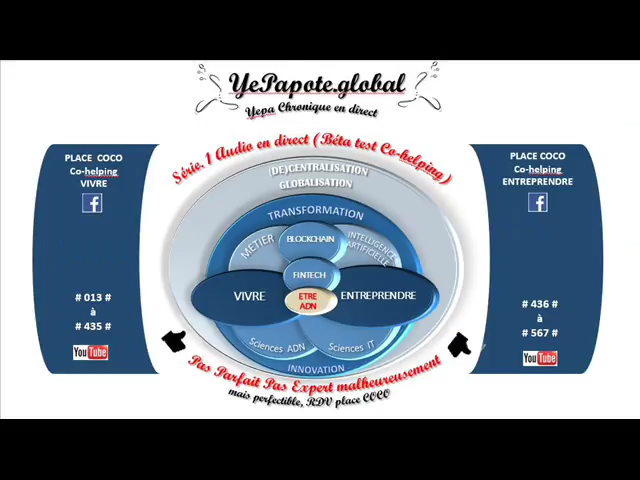 YePapote.global
Yepa Chronique en direct
Série.1 Audio en direct (Béta test Co-helping)
PLACE COCO
Co-helping
VIVRE
# 013 #
à
# 435 #
YouTube
(DE)CENTRALISATION
GLOBALISATION
TRANSFORMATION
METIER
BLOCKCHAIN
INTELLIGENCE
ARTIFICIELLE
FINTECH
VIVRE
ETRE
ADN
ENTREPRENDRE
Sciences ADN
Sciences IT
INNOVATION
Pas Parfait Pas Expert malheureusement
mais perfectible, RDV place COCO
PLACE COCO
Co-helping
ENTREPRENDRE
# 436 #
à
# 567 #
YouTube